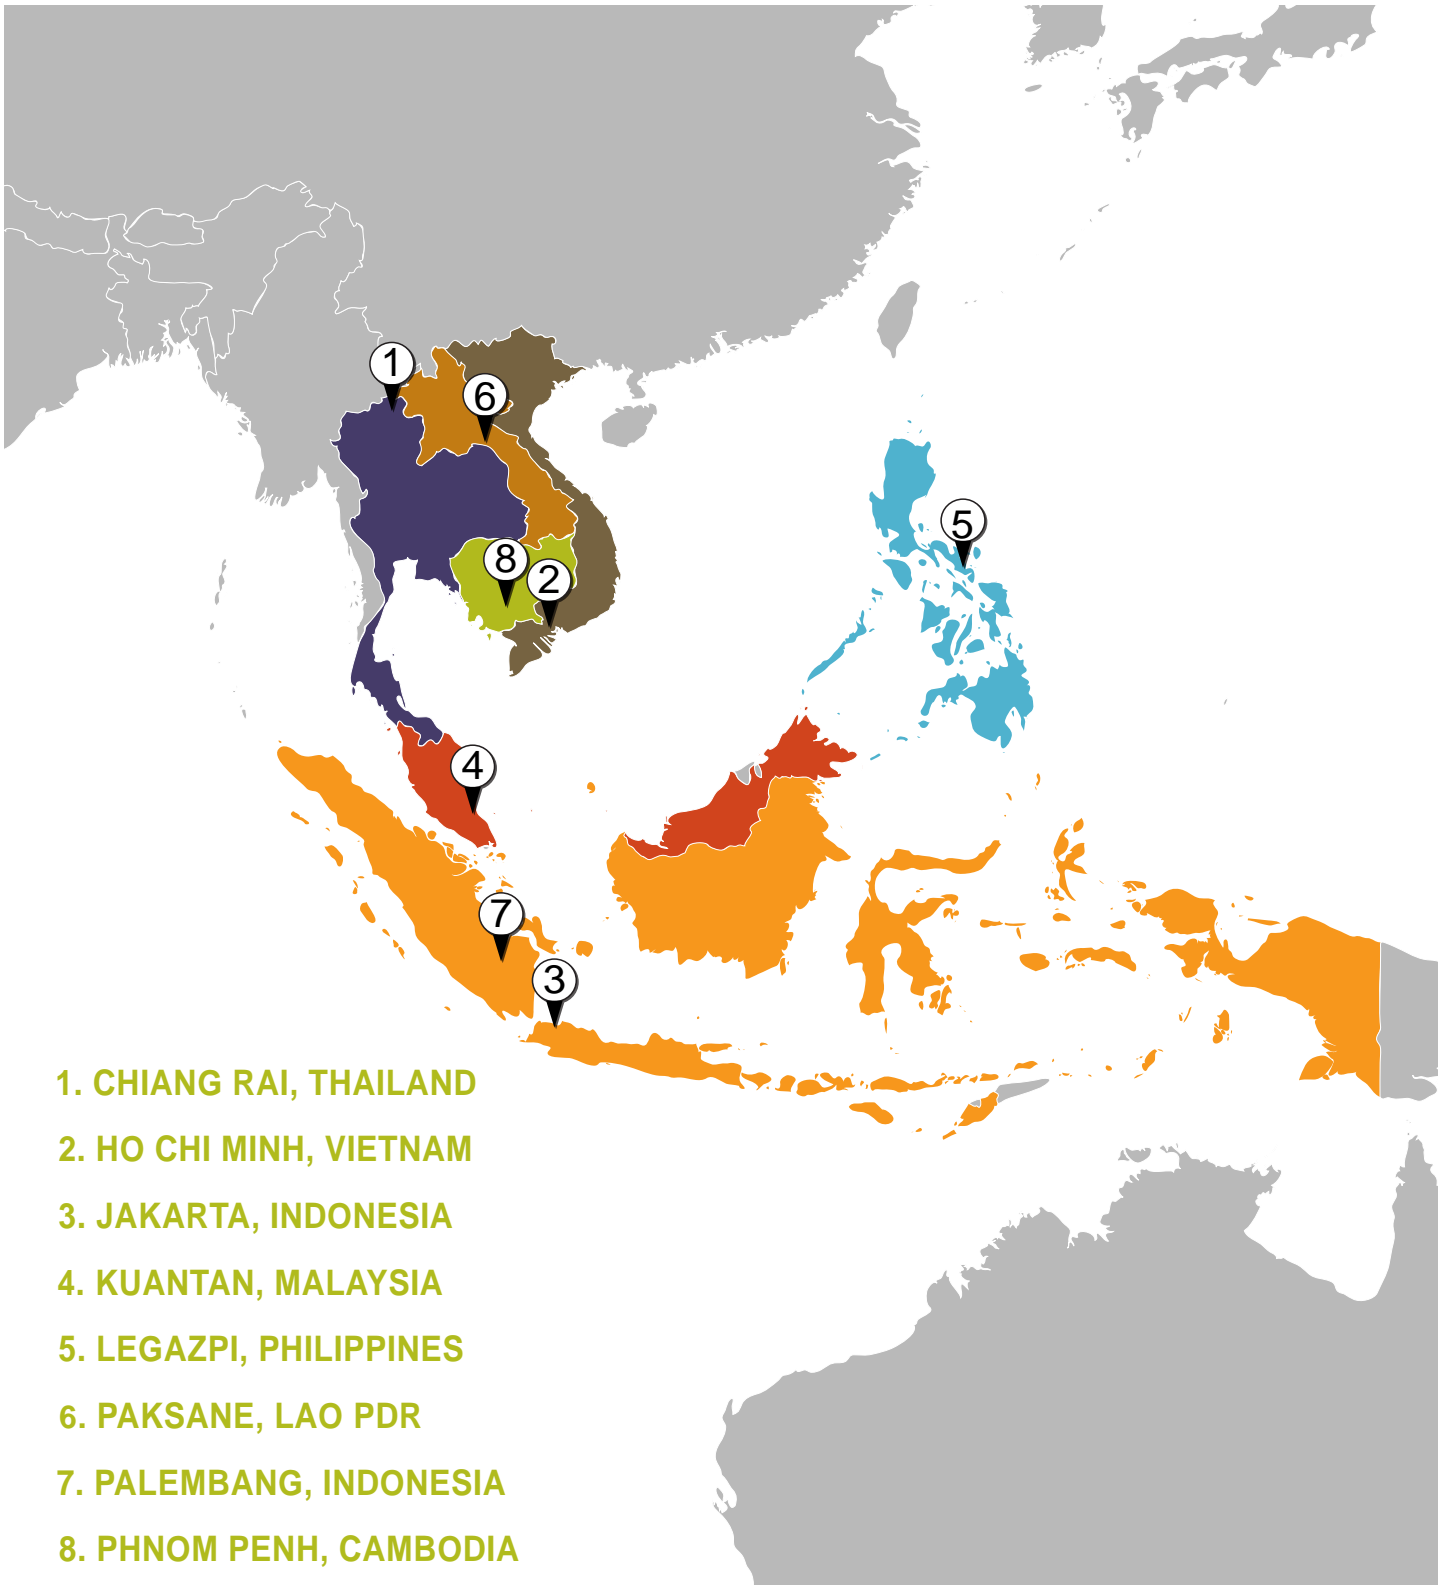 1
6
5
8
2
4
7
3
1. CHIANG RAI, THAILAND
2. HO CHI MINH, VIETNAM
3. JAKARTA, INDONESIA
4. KUANTAN, MALAYSIA
5. LEGAZPI, PHILIPPINES
6. PAKSANE, LAO PDR
7. PALEMBANG, INDONESIA
8. PHNOM PENH, CAMBODIA